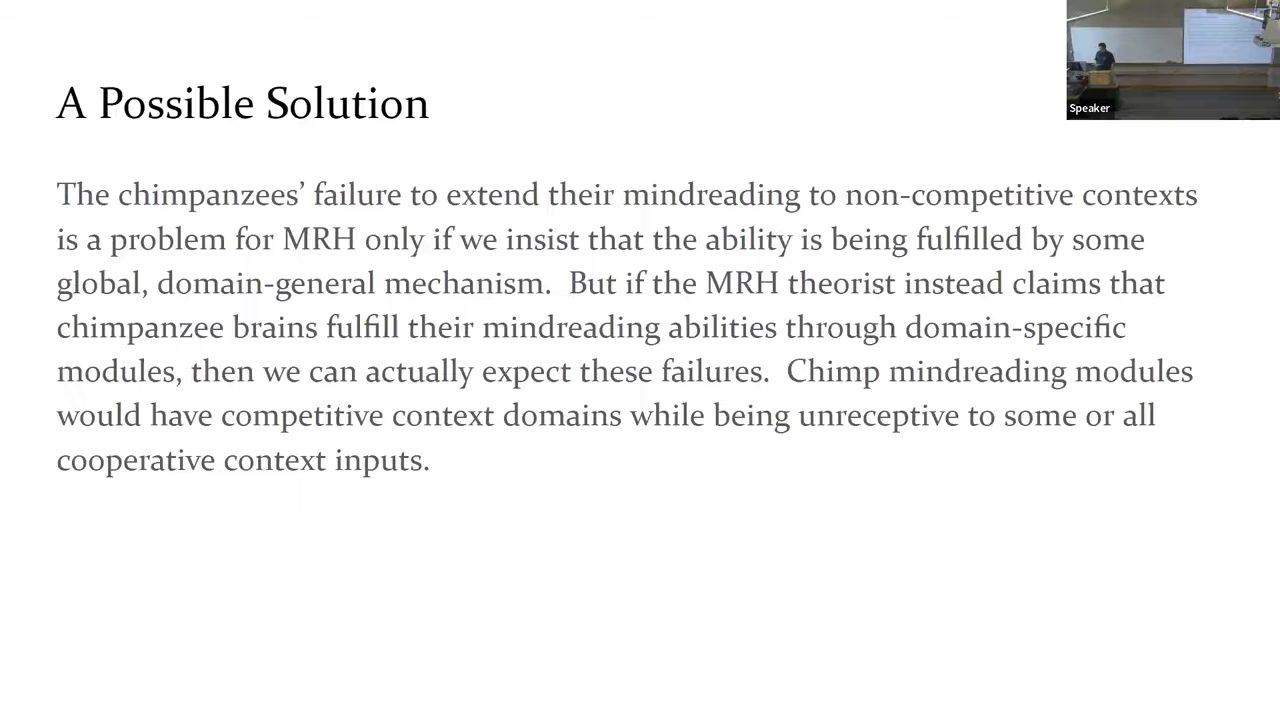 A Possible Solution
Speaker
The chimpanzees’ failure to extend their mindreading to non-competitive contexts
is a problem for MRH only if we insist that the ability is being fulfilled by some
global, domain-general mechanism.  But if the MRH theorist instead claims that
chimpanzee brains fulfill their mindreading abilities through domain-specific
modules, then we can actually expect these failures.  Chimp mindreading modules
would have competitive context domains while being unreceptive to some or all
cooperative context inputs.